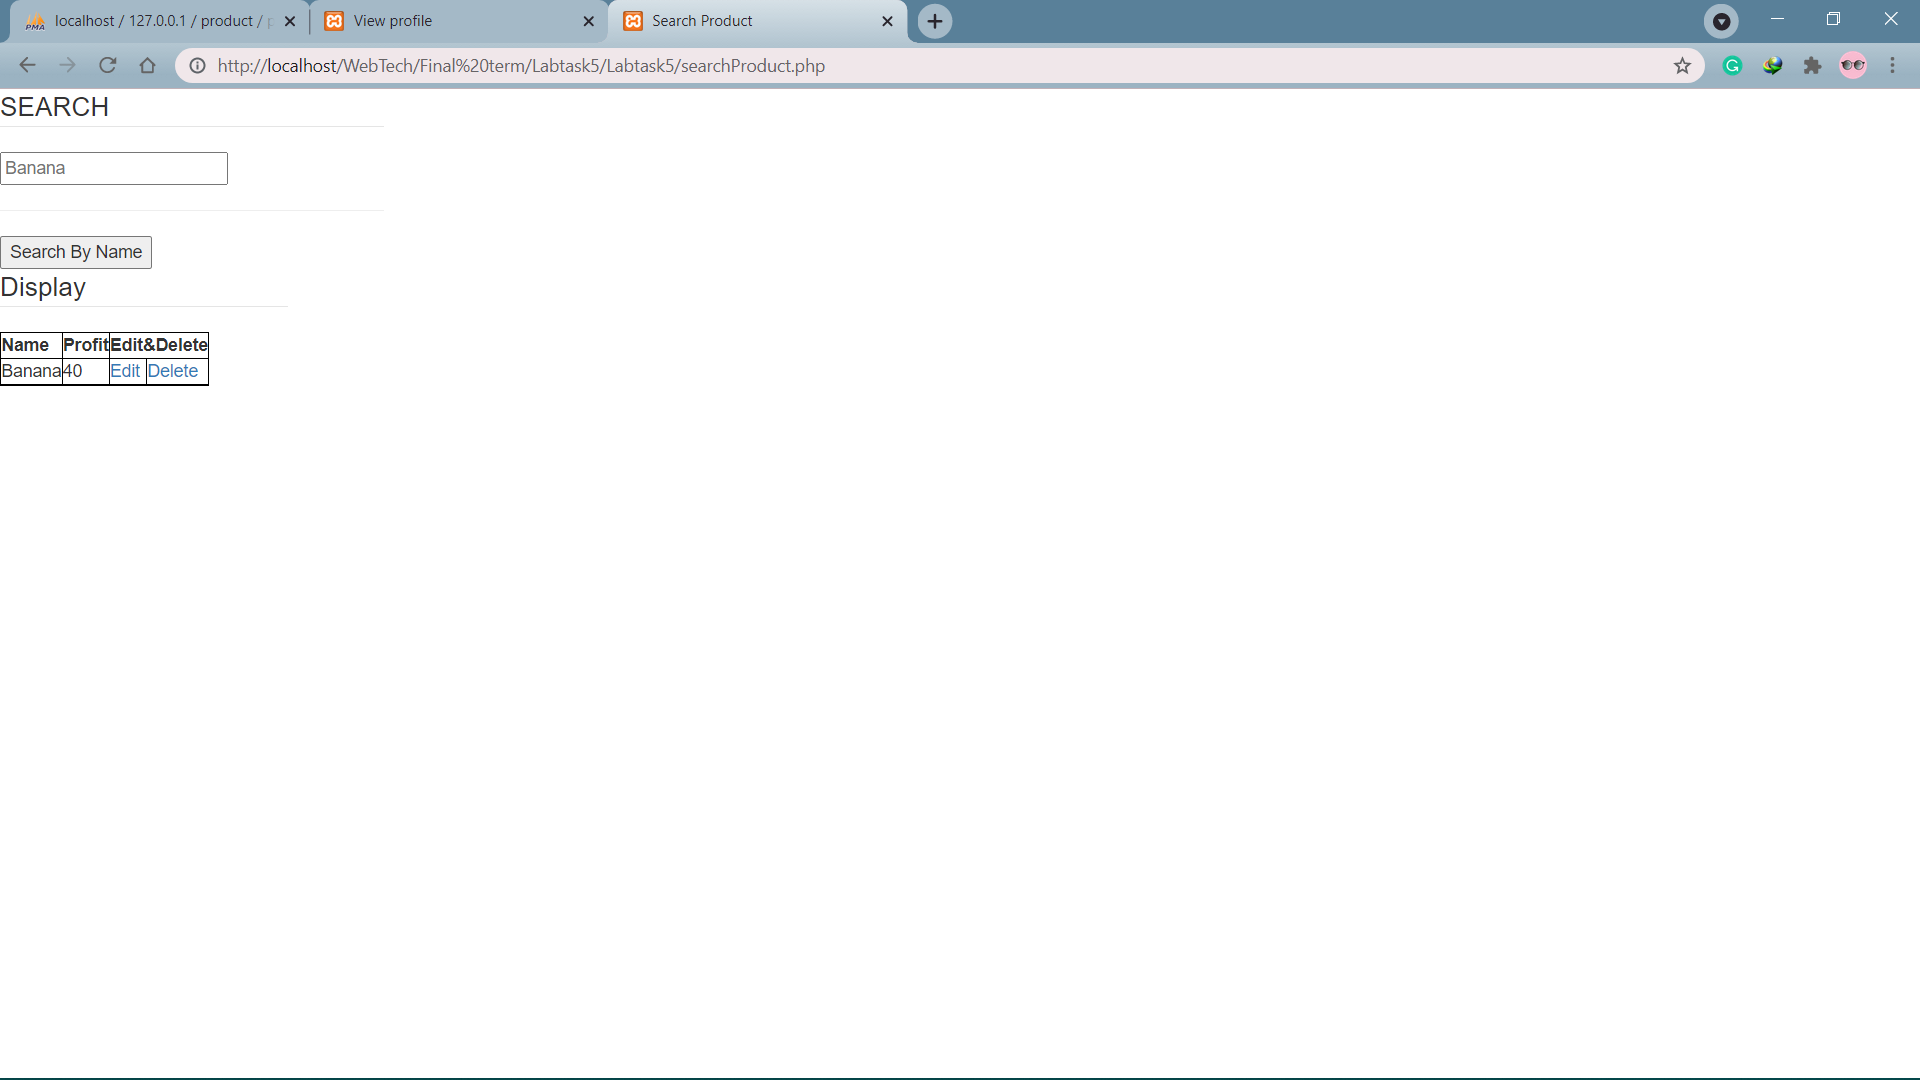 localhost / 127.0.0.1 / product / p
View profile
Search Product
http://localhost/WebTech/Final%20term/Labtask5/Labtask5/searchProduct.php
SEARCH
Banana
Search By Name
Display
Name Profit Edit&Delete
Banana 40 Edit Delete